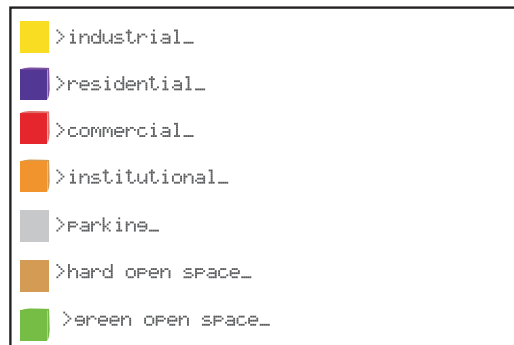 >industrial_
>residential_
>commercial_
>institutional_
>parking_
>hard open space_
>green open space_